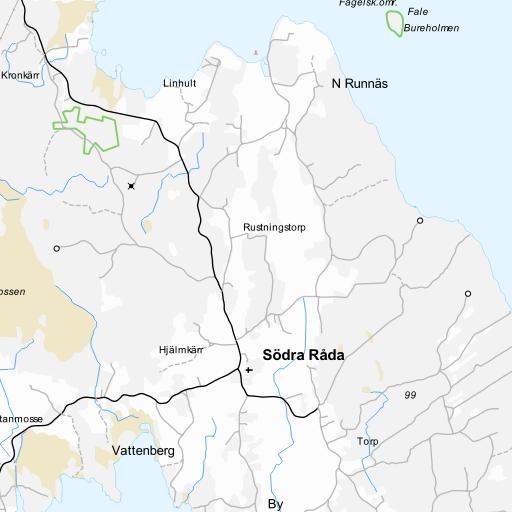 Fågelsk.omr.
Fale
Bureholmen
Kronkärr
Linhult
N Runnäs
Rustningstorp
ossen
Hjälmkärr
Södra Råda
99
tanmosse
Torp
Vattenberg
By